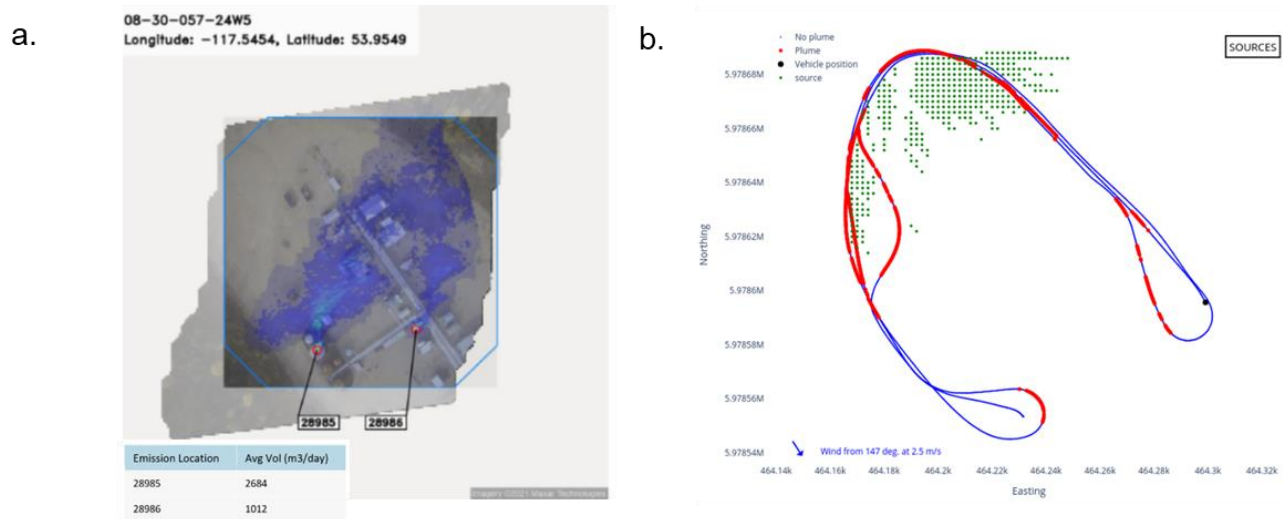 a.
08-30-057-24W5
Longitude: -117.5454, Latitude: 53.9549
28985
28986
Emission Location Avg Vol (m3/day)
28985 2684
28986 1012
Imagery ©2021 Maxar Technologies
b.
No plume
Plume
Vehicle position
source
SOURCES
5.97868M
5.97866M
5.97864M
5.97862M
5.9786M
5.97858M
5.97856M
5.97854M
Northing
Wind from 147 deg. at 2.5 m/s
464.14k 464.16k 464.18k 464.2k 464.22k 464.24k 464.26k 464.28k 464.3k 464.32k
Easting